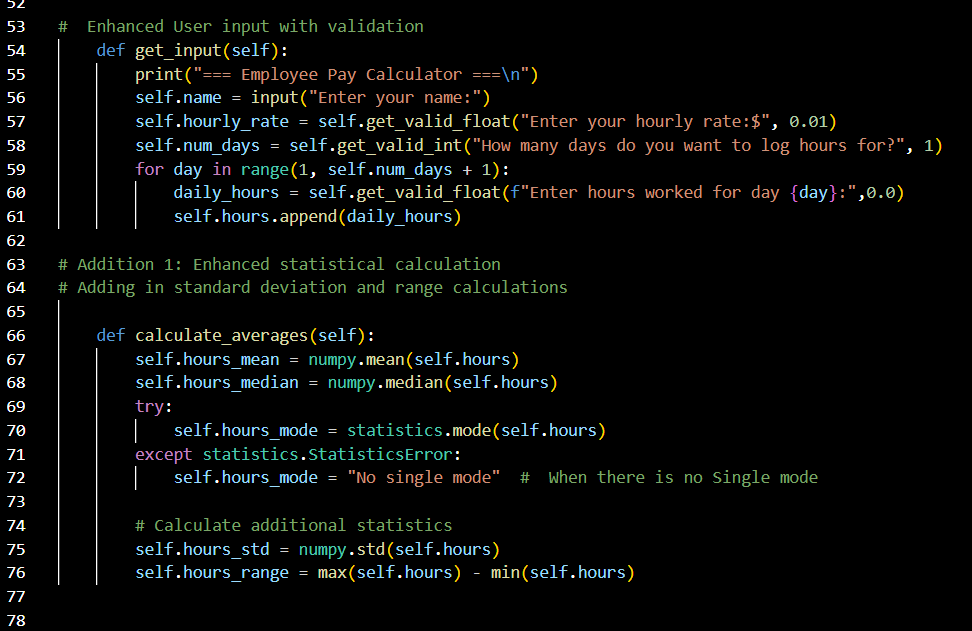 52
53 #  Enhanced User input with validation
54     def get_input(self):
55         print("=== Employee Pay Calculator ===\n")
56         self.name = input("Enter your name:")
57         self.hourly_rate = self.get_valid_float("Enter your hourly rate:$", 0.01)
58         self.num_days = self.get_valid_int("How many days do you want to log hours for?", 1)
59         for day in range(1, self.num_days + 1):
60             daily_hours = self.get_valid_float(f"Enter hours worked for day {day}:",0.0)
61             self.hours.append(daily_hours)
62
63 # Addition 1: Enhanced statistical calculation
64 # Adding in standard deviation and range calculations
65
66     def calculate_averages(self):
67         self.hours_mean = numpy.mean(self.hours)
68         self.hours_median = numpy.median(self.hours)
69         try:
70             self.hours_mode = statistics.mode(self.hours)
71         except statistics.StatisticsError:
72             self.hours_mode = "No single mode"  #  When there is no Single mode
73
74         # Calculate additional statistics
75         self.hours_std = numpy.std(self.hours)
76         self.hours_range = max(self.hours) - min(self.hours)
77
78